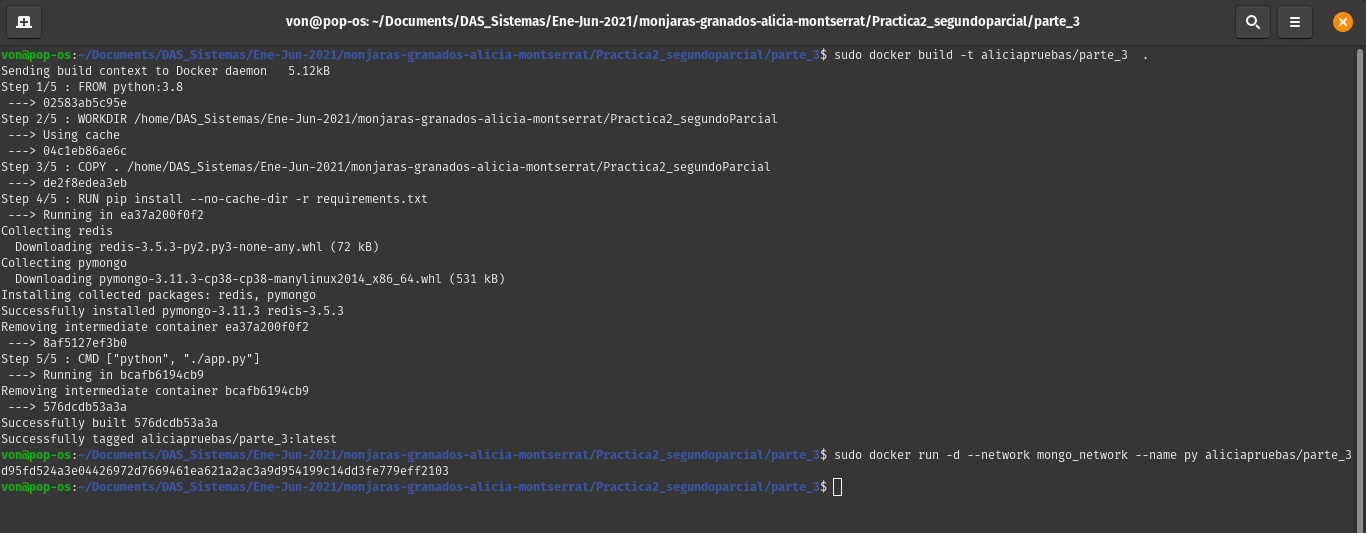 von@pop-os: ~/Documents/DAS_Sistemas/Ene-Jun-2021/monjaras-granados-alicia-montserrat/Practica2_segundoparcial/parte_3
von@pop-os:~/Documents/DAS_Sistemas/Ene-Jun-2021/monjaras-granados-alicia-montserrat/Practica2_segundoparcial/parte_3$ sudo docker build -t aliciapruebas/parte_3  .
Sending build context to Docker daemon   5.12kB
Step 1/5 : FROM python:3.8
 ---> 02583ab5c95e
Step 2/5 : WORKDIR /home/DAS_Sistemas/Ene-Jun-2021/monjaras-granados-alicia-montserrat/Practica2_segundoParcial
 ---> Using cache
 ---> 04c1eb86ae6c
Step 3/5 : COPY . /home/DAS_Sistemas/Ene-Jun-2021/monjaras-granados-alicia-montserrat/Practica2_segundoParcial
 ---> de2f8edea3eb
Step 4/5 : RUN pip install --no-cache-dir -r requirements.txt
 ---> Running in ea37a200f0f2
Collecting redis
  Downloading redis-3.5.3-py2.py3-none-any.whl (72 kB)
Collecting pymongo
  Downloading pymongo-3.11.3-cp38-cp38-manylinux2014_x86_64.whl (531 kB)
Installing collected packages: redis, pymongo
Successfully installed pymongo-3.11.3 redis-3.5.3
Removing intermediate container ea37a200f0f2
 ---> 8af5127ef3b0
Step 5/5 : CMD ["python", "./app.py"]
 ---> Running in bcafb6194cb9
Removing intermediate container bcafb6194cb9
 ---> 576dcdb53a3a
Successfully built 576dcdb53a3a
Successfully tagged aliciapruebas/parte_3:latest
von@pop-os:~/Documents/DAS_Sistemas/Ene-Jun-2021/monjaras-granados-alicia-montserrat/Practica2_segundoparcial/parte_3$ sudo docker run -d --network mongo_network --name py aliciapruebas/parte_3
d95fd524a3e04426972d7669461ea621a2ac3a9d954199c14dd3fe779eff2103
von@pop-os:~/Documents/DAS_Sistemas/Ene-Jun-2021/monjaras-granados-alicia-montserrat/Practica2_segundoparcial/parte_3$